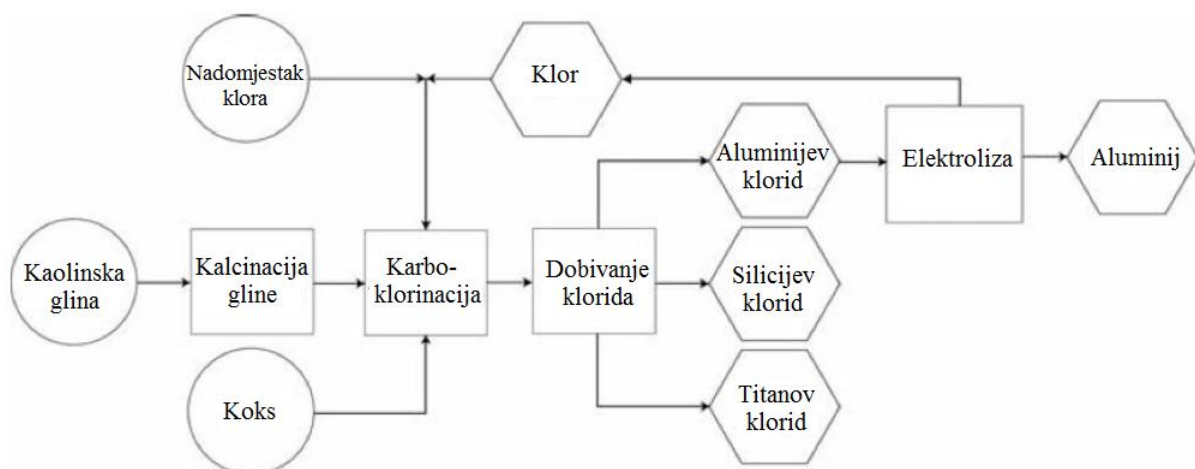 Nadomjestak
klora
Klor
Aluminijev
klorid
Elektroliza
Aluminij
Kaolinska
glina
Kalcinacija
gline
Karbo-
klorinacija
Dobivanje
klorida
Silicijev
klorid
Koks
Titanov
klorid